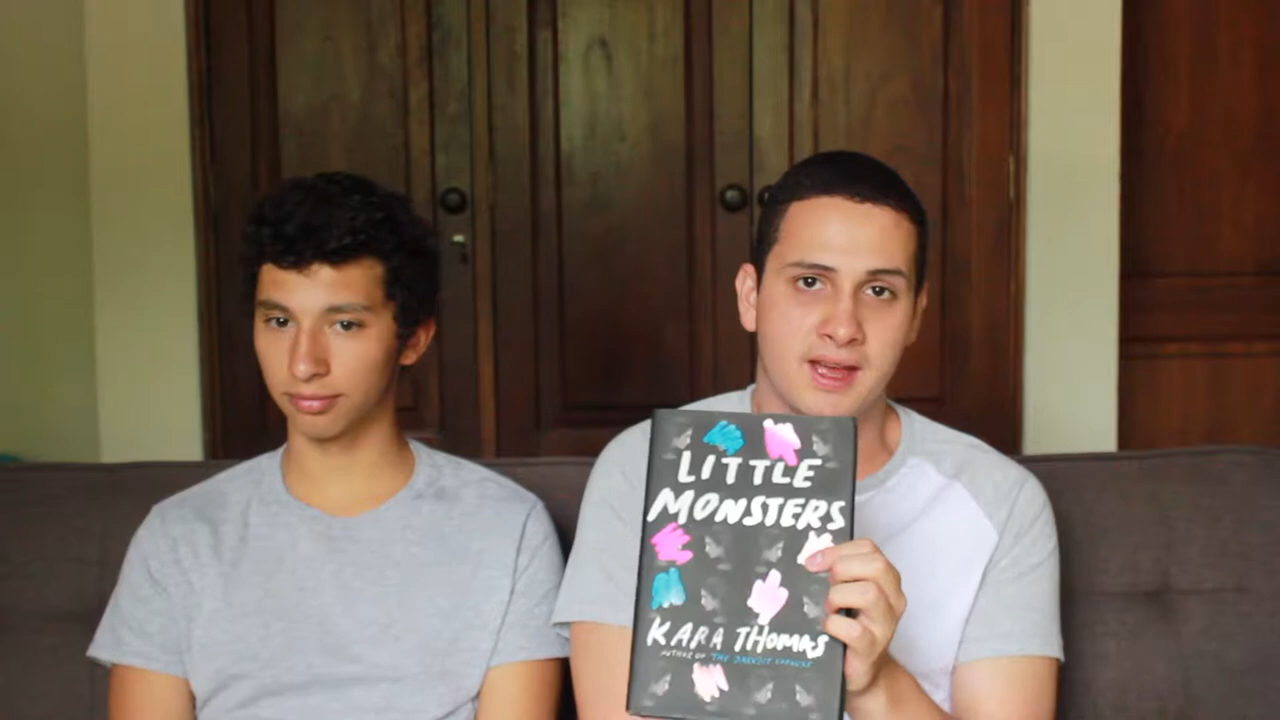 LITTLE
MONSTERS
KARA THOMAS
AUTHOR OF THE DARKEST CORNERS